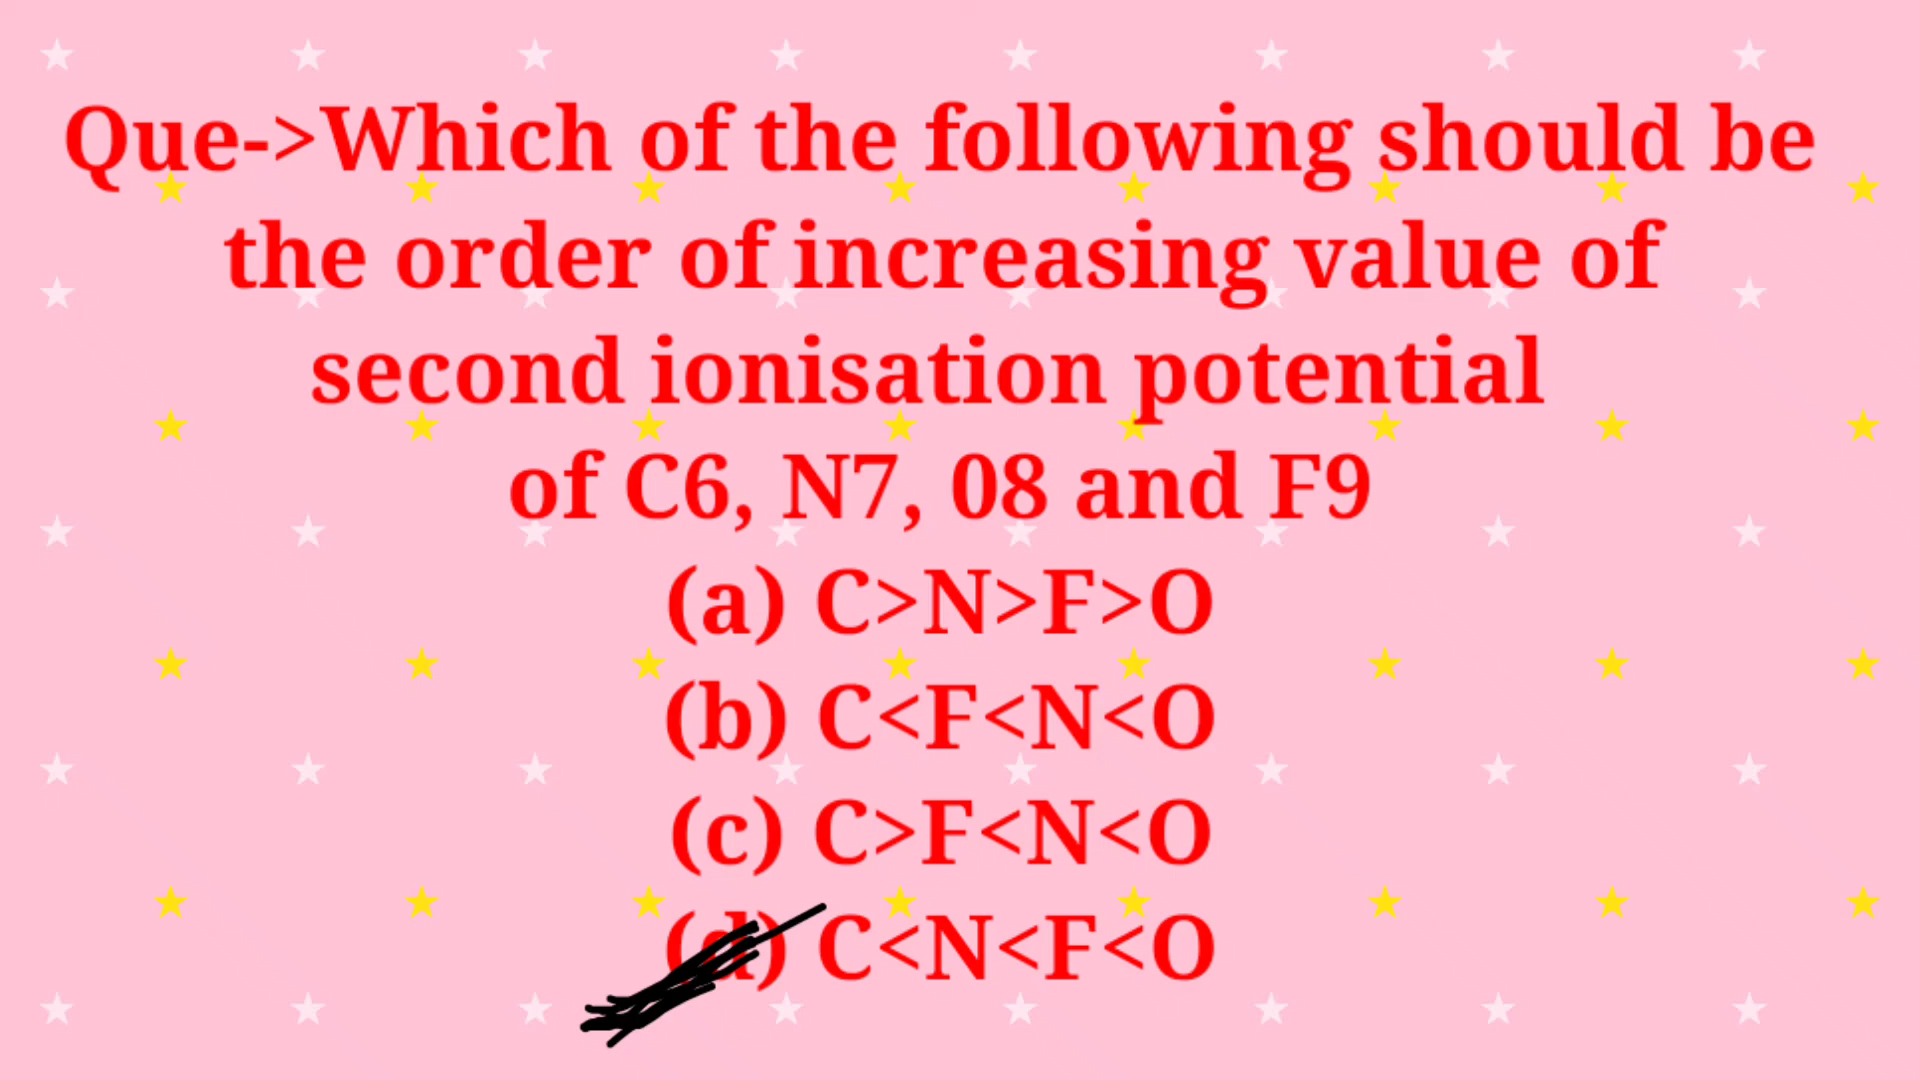 Que->Which of the following should be
the order of increasing value of
second ionisation potential
of C6, N7, 08 and F9
(a) C>N>F>O
(b) C<F<N<O
(c) C>F<N<O
(d) C<N<F<O